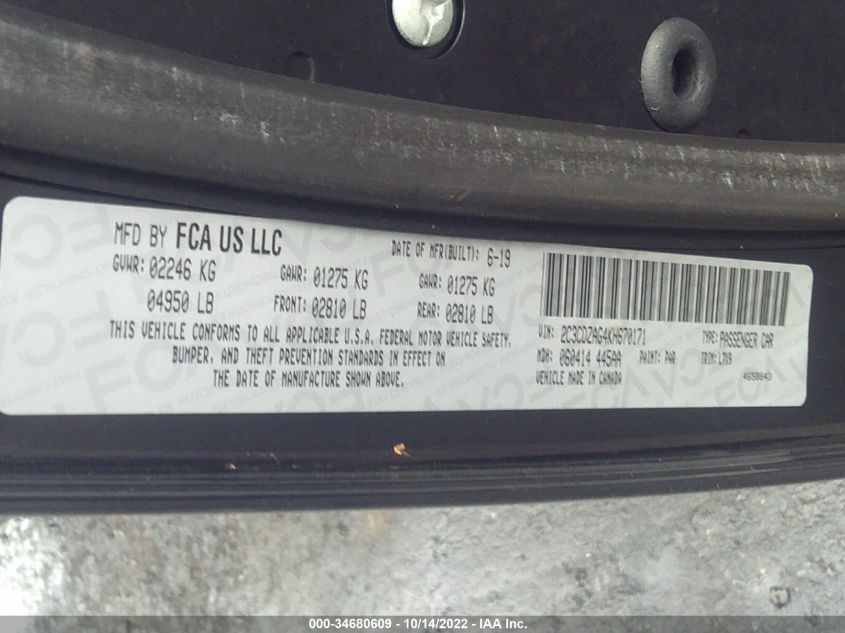 MFD BY FCA US LLC
DATE OF MFR(BUILT): 6-19
GVWR: 02246 KG GAWR: 01275 KG GAWR: 01275 KG
04950 LB FRONT: 02810 LB REAR: 02810 LB
THIS VEHICLE CONFORMS TO ALL APPLICABLE U.S.A. FEDERAL MOTOR VEHICLE SAFETY,
BUMPER, AND THEFT PREVENTION STANDARDS IN EFFECT ON
THE DATE OF MANUFACTURE SHOWN ABOVE.
VIN: 2C3CDZAG4KH670171 TYPE: PASSENGER CAR
MDH: 060414 445AA PAINT: PAR TRIM: L7X9
VEHICLE MADE IN CANADA
000-34680609 - 10/14/2022 - IAA Inc.